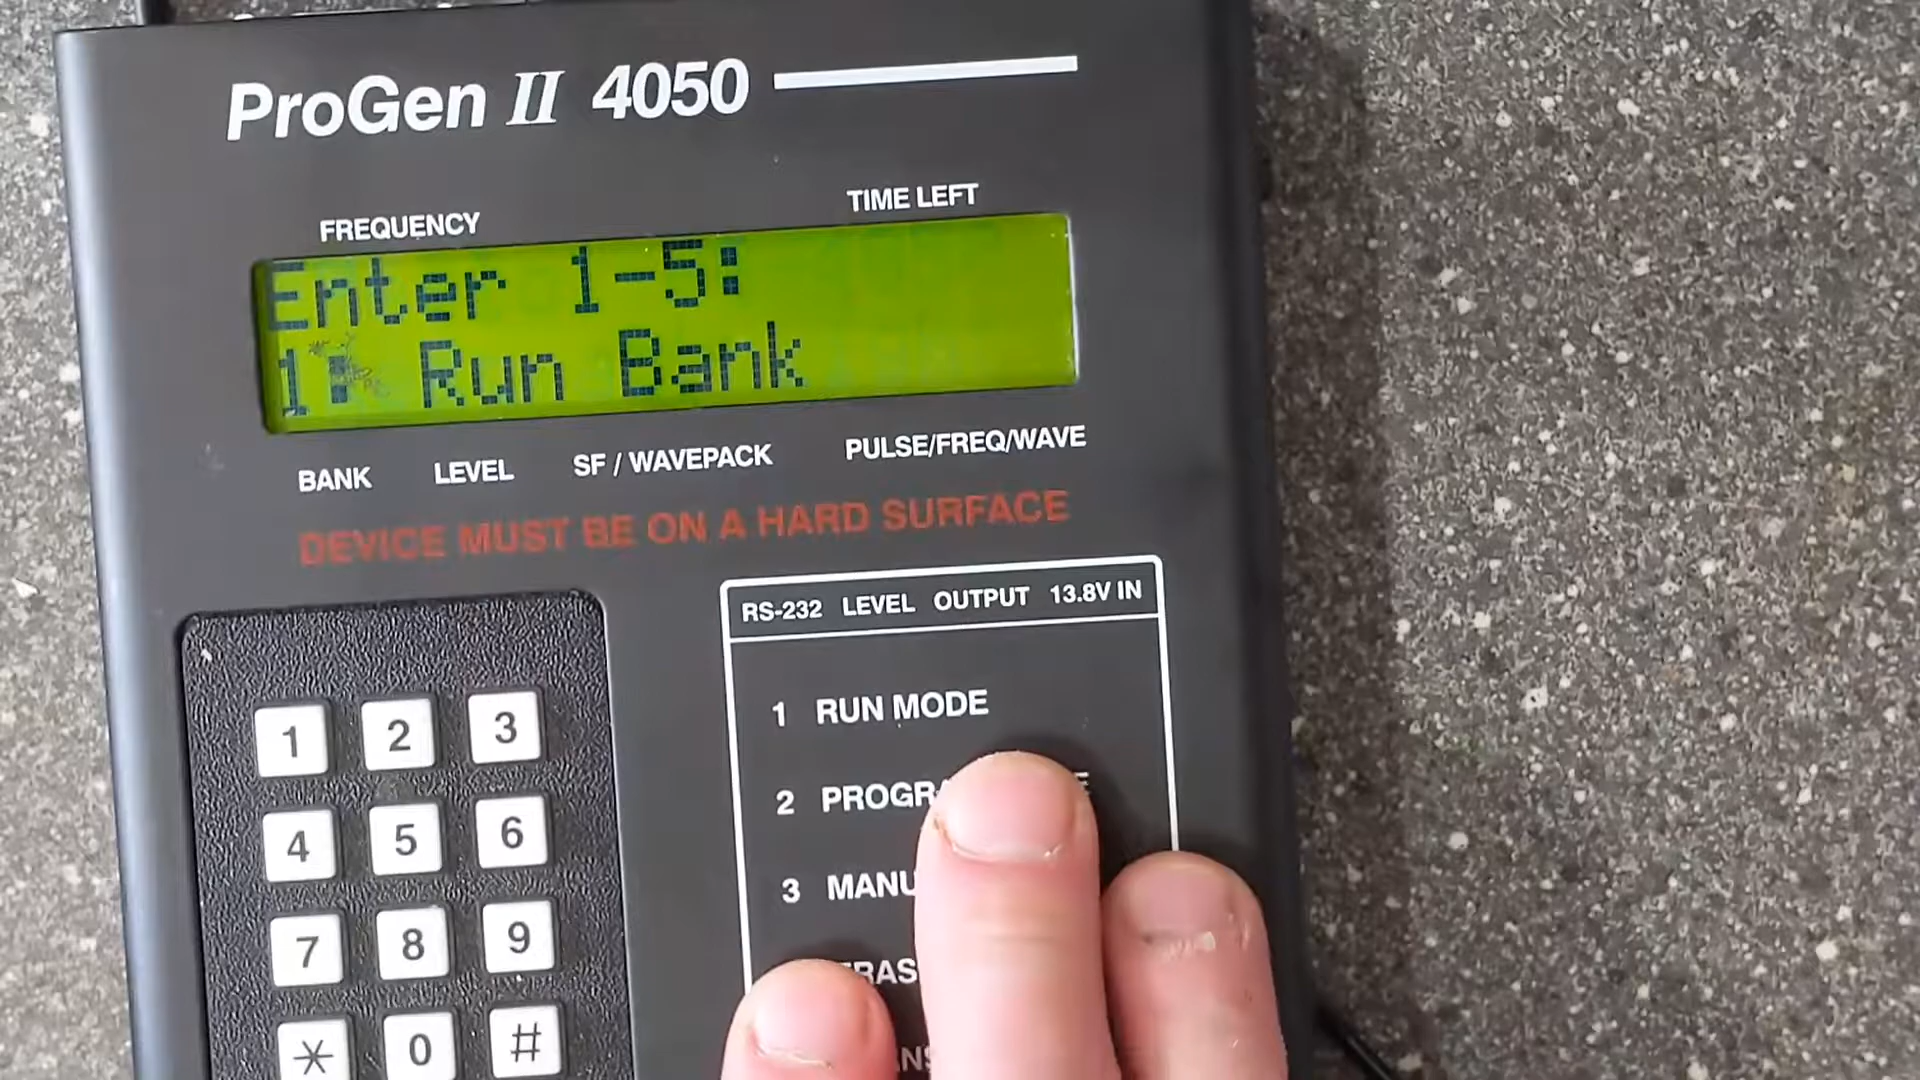 ProGen II 4050
FREQUENCY TIME LEFT
Enter 1-5:
1: Run Bank
BANK LEVEL SF / WAVEPACK PULSE/FREQ/WAVE
DEVICE MUST BE ON A HARD SURFACE
RS-232 LEVEL OUTPUT 13.8V IN
1 RUN MODE
2
3
1 2 3
4 5 6
7 8 9
* 0 #